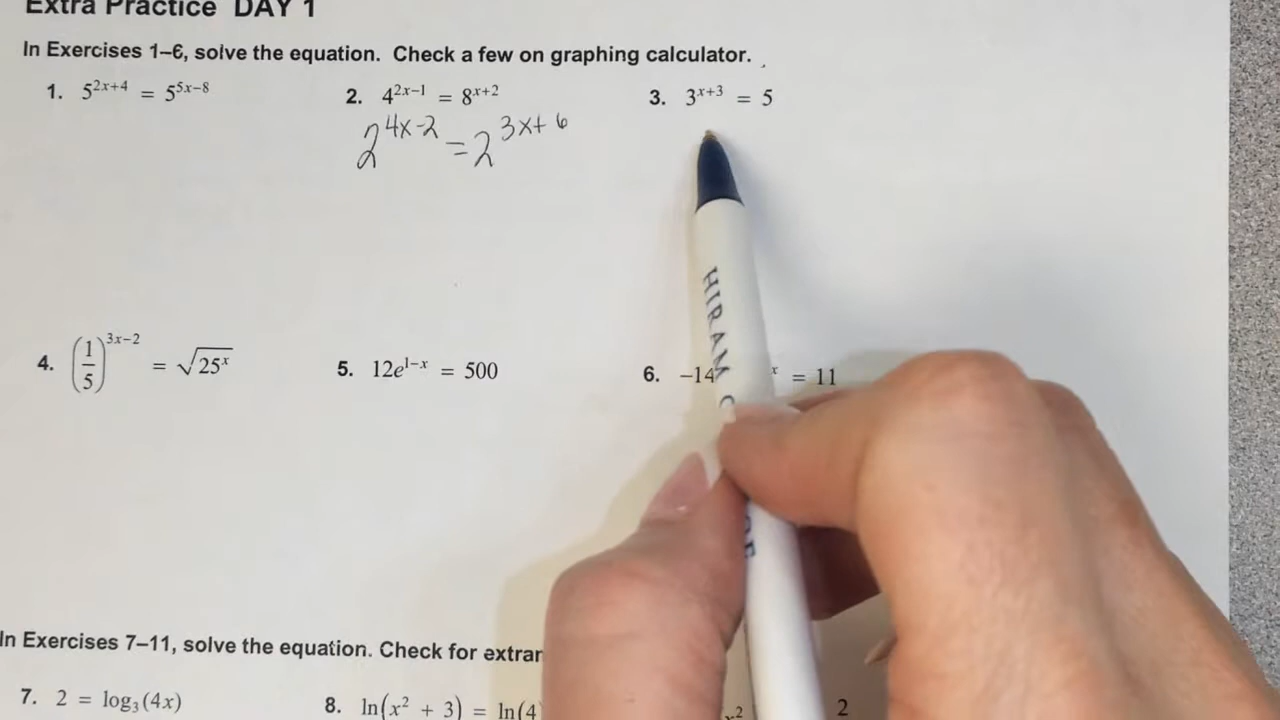 Extra Practice DAY 1
In Exercises 1–6, solve the equation. Check a few on graphing calculator.
1. 5^{2x+4} = 5^{5x−8}
2. 4^{2x−1} = 8^{x+2}
3. 3^{x+3} = 5
2^{4x-2} = 2^{3x+6}
4. (1/5)^{3x−2} = √25^x
5. 12e^{1−x} = 500
6. −14 ^x = 11
HIRAM
In Exercises 7–11, solve the equation. Check for
7. 2 = log_3(4x)
8. ln(x^2 + 3) = ln(4
2